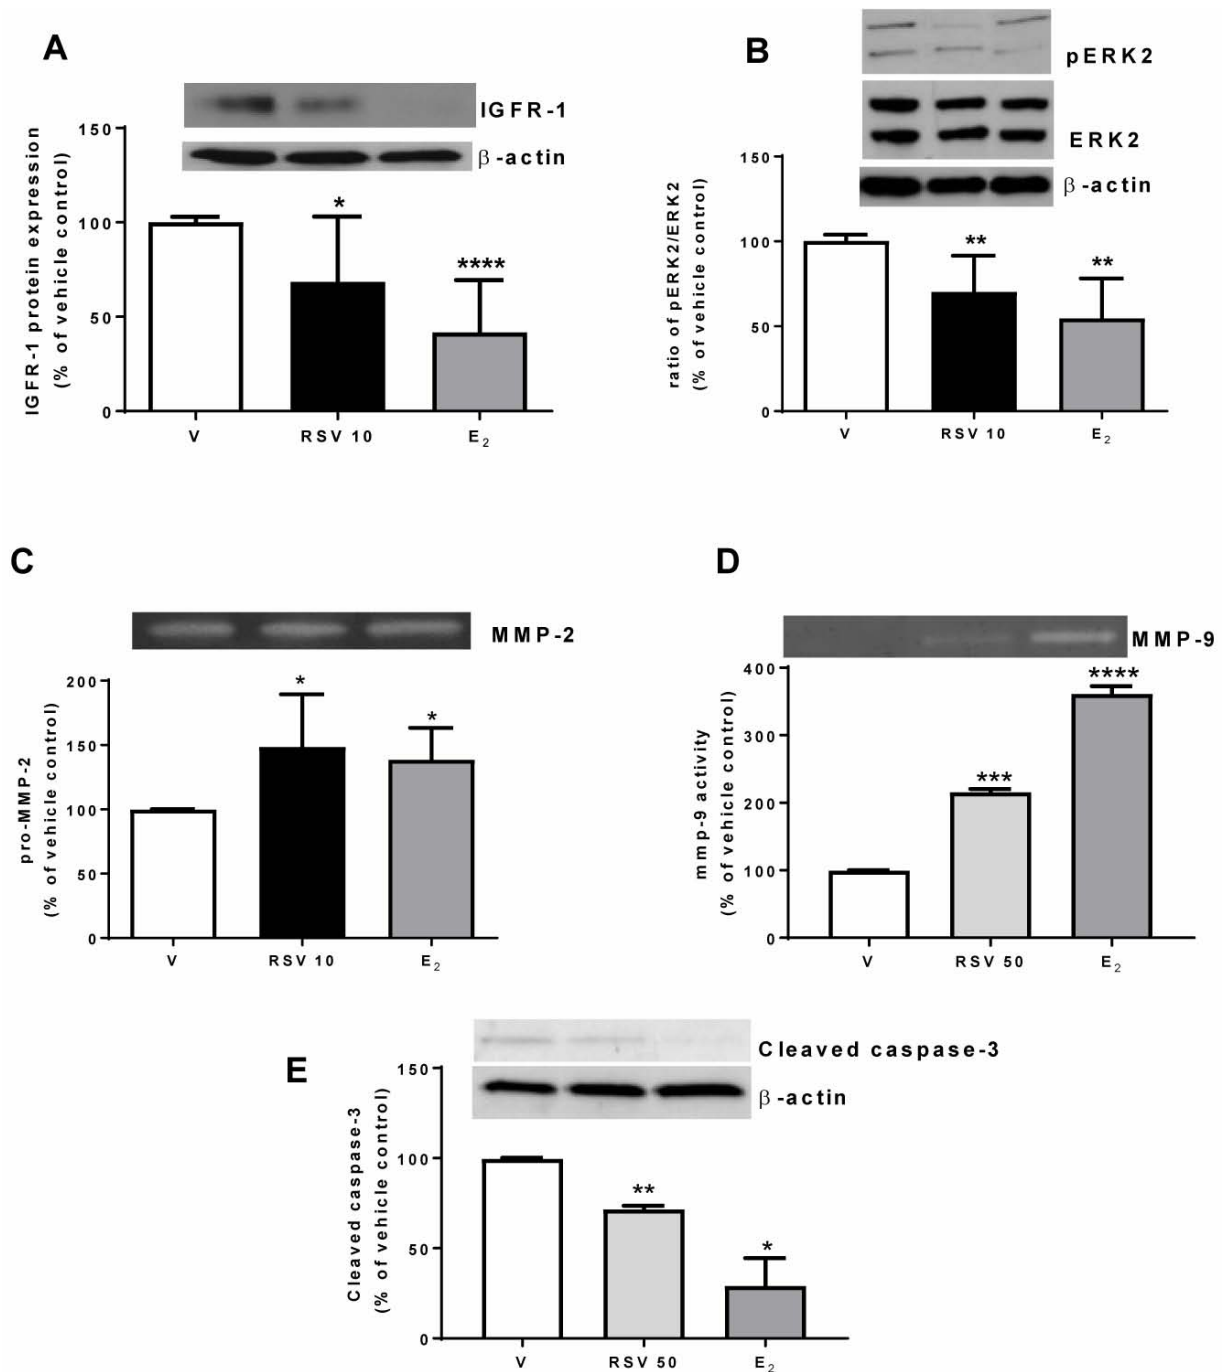 A
IGFR-1
β-actin
IGFR-1 protein expression
(% of vehicle control)
150
100
50
0
*
****
V RSV 10 E2
B
pERK2
ERK2
β-actin
ratio of pERK2/ERK2
(% of vehicle control)
150
100
50
0
**
**
V RSV 10 E2
C
MMP-2
pro-MMP-2
(% of vehicle control)
200
150
100
50
0
*
*
V RSV 10 E2
D
MMP-9
mmp-9 activity
(% of vehicle control)
400
300
200
100
0
***
****
V RSV 50 E2
E
Cleaved caspase-3
β-actin
Cleaved caspase-3
(% of vehicle control)
150
100
50
0
**
*
V RSV 50 E2